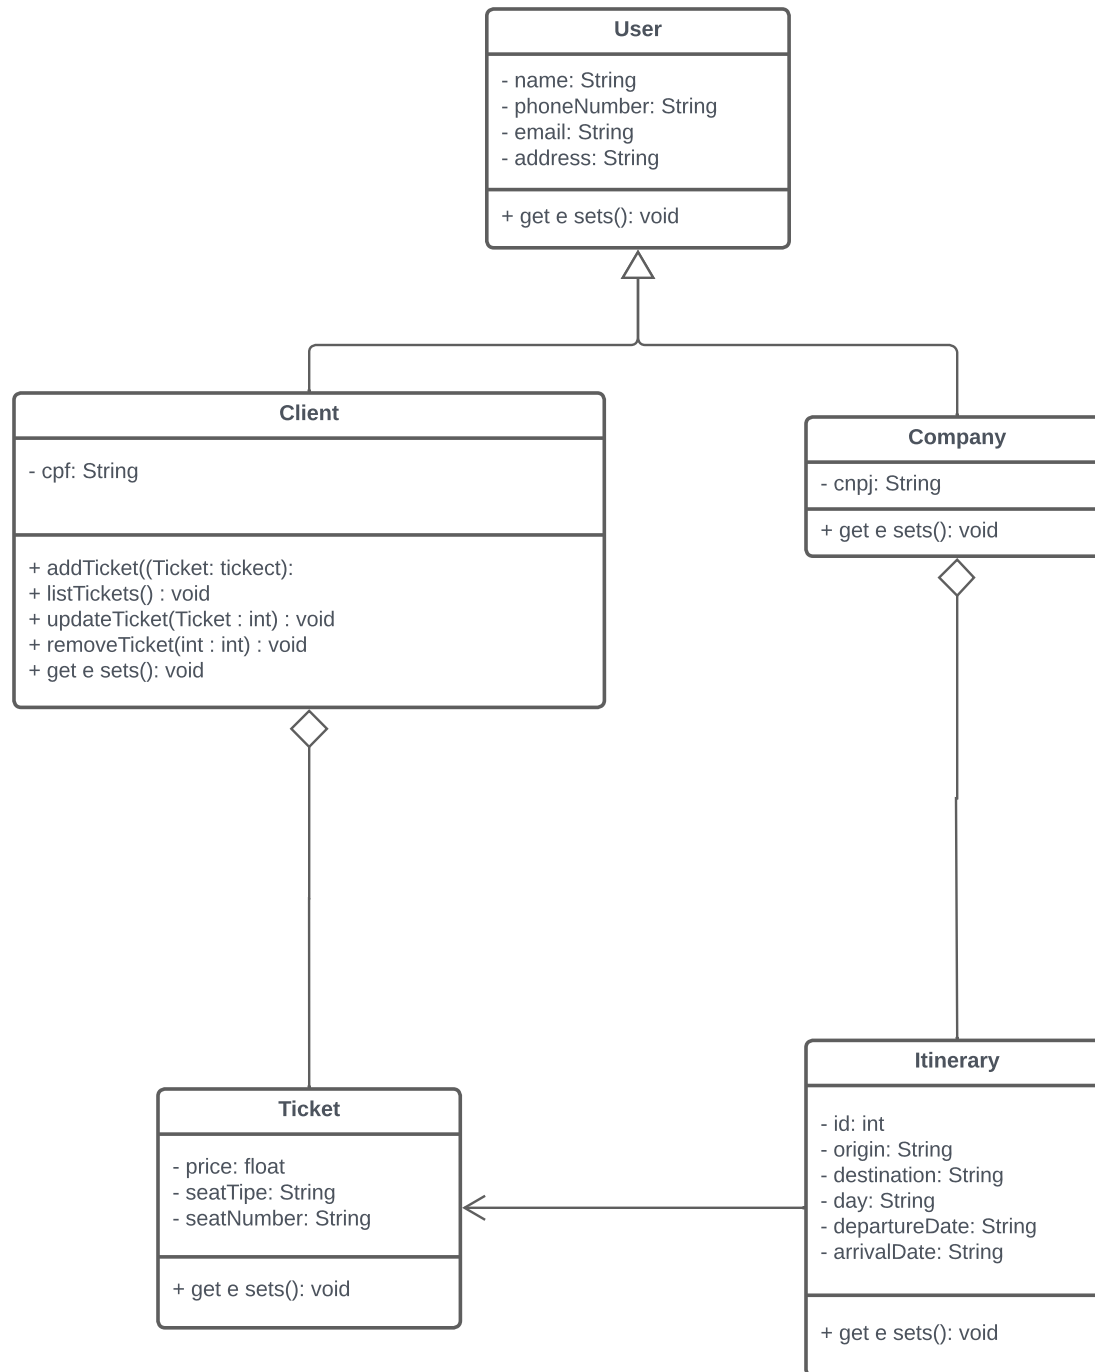 User
- name: String
- phoneNumber: String
- email: String
- address: String
+ get e sets(): void
Client
- cpf: String
+ addTicket((Ticket: tickect):
+ listTickets() : void
+ updateTicket(Ticket : int) : void
+ removeTicket(int : int) : void
+ get e sets(): void
Company
- cnpj: String
+ get e sets(): void
Ticket
- price: float
- seatTipe: String
- seatNumber: String
+ get e sets(): void
Itinerary
- id: int
- origin: String
- destination: String
- day: String
- departureDate: String
- arrivalDate: String
+ get e sets(): void